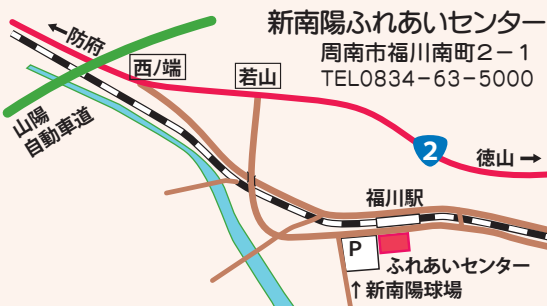 新南陽ふれあいセンター
周南市福川南町2-1
TEL0834-63-5000
←防府
西ノ端
若山
山陽
自動車道
2
徳山→
福川駅
P
ふれあいセンター
↑新南陽球場